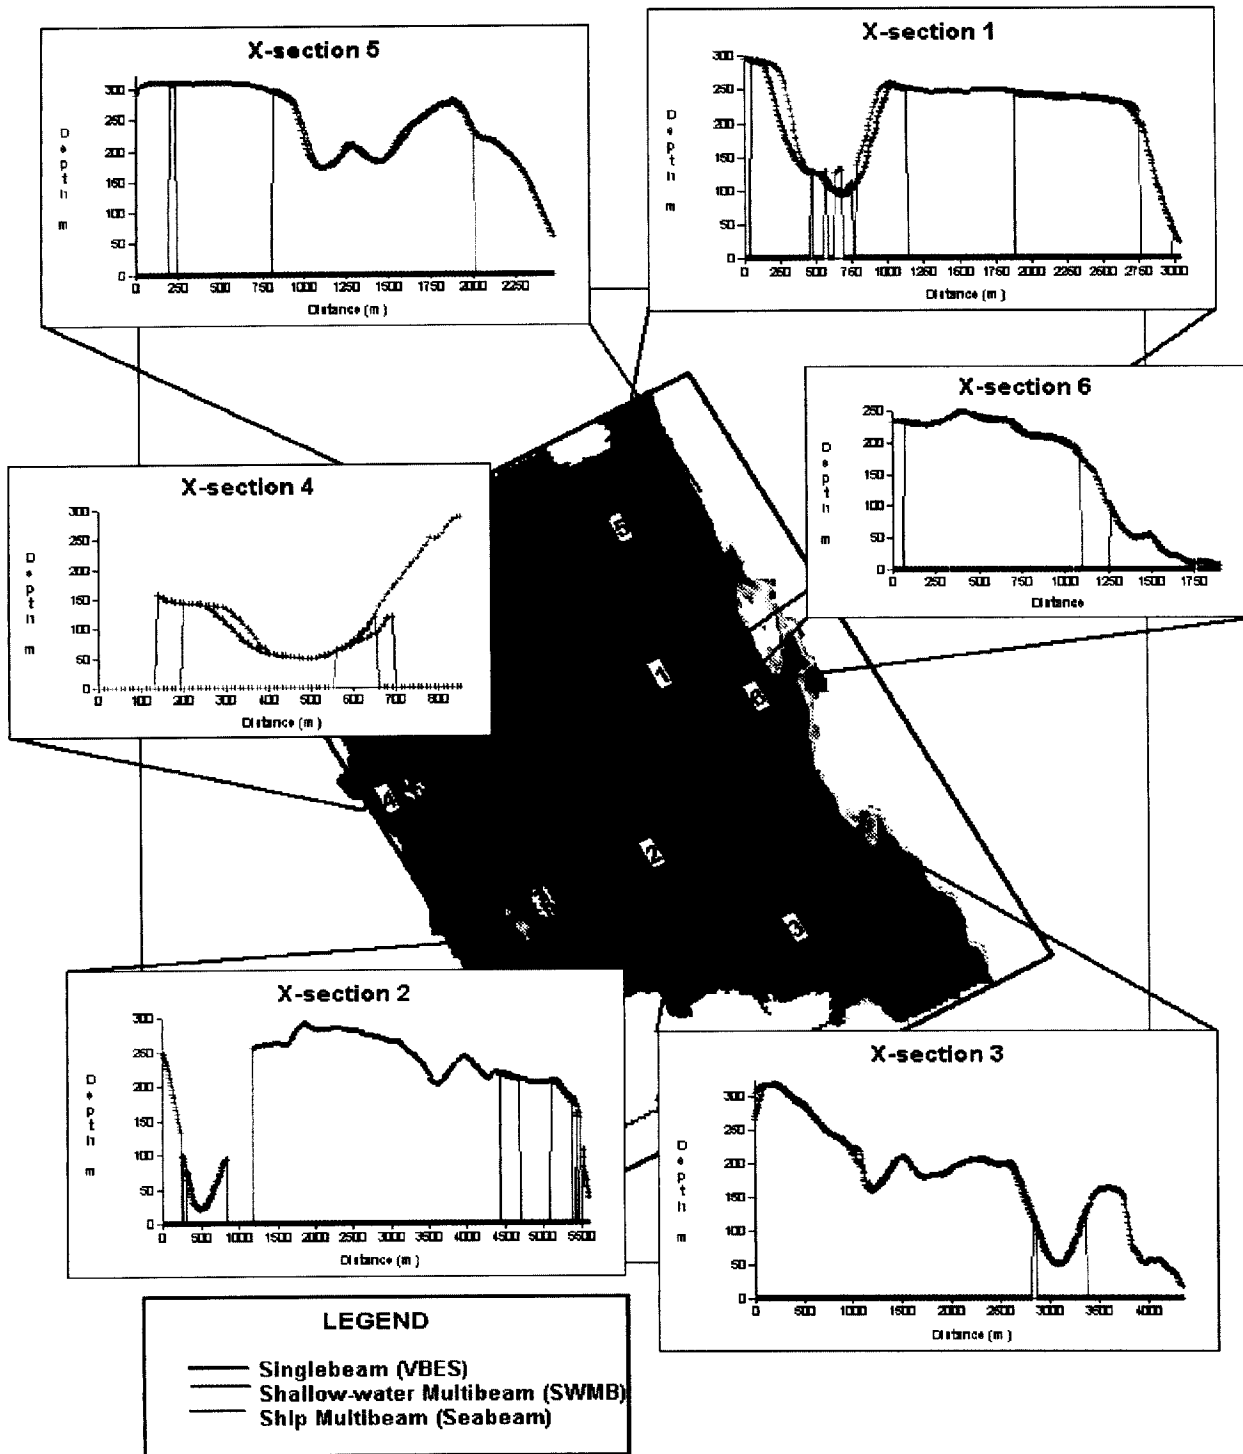 X-section 5
300
250
200
150
100
50
0
Depth m
0 250 500 750 1000 1250 1500 1750 2000 2250
Distance (m)
X-section 1
300
250
200
150
100
50
0
Depth m
0 250 500 750 1000 1250 1500 1750 2000 2250 2500 2750 3000
Distance (m)
X-section 6
250
200
150
100
50
0
Depth m
0 250 500 750 1000 1250 1500 1750
Distance
X-section 4
300
250
200
150
100
50
0
Depth m
0 100 200 300 400 500 600 700 800
Distance (m)
5
1
6
4
2
3
X-section 2
300
250
200
150
100
50
0
Depth m
0 500 1000 1500 2000 2500 3000 3500 4000 4500 5000 5500
Distance (m)
X-section 3
300
250
200
150
100
50
0
Depth m
0 500 1000 1500 2000 2500 3000 3500 4000
Distance (m)
LEGEND
Singlebeam (VBES)
Shallow-water Multibeam (SWMB)
Ship Multibeam (Seabeam)